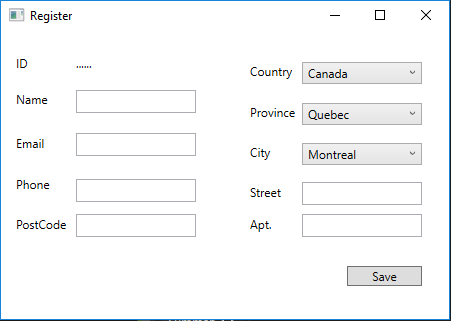 Register
ID ......
Name
Email
Phone
PostCode
Country Canada
Province Quebec
City Montreal
Street
Apt.
Save